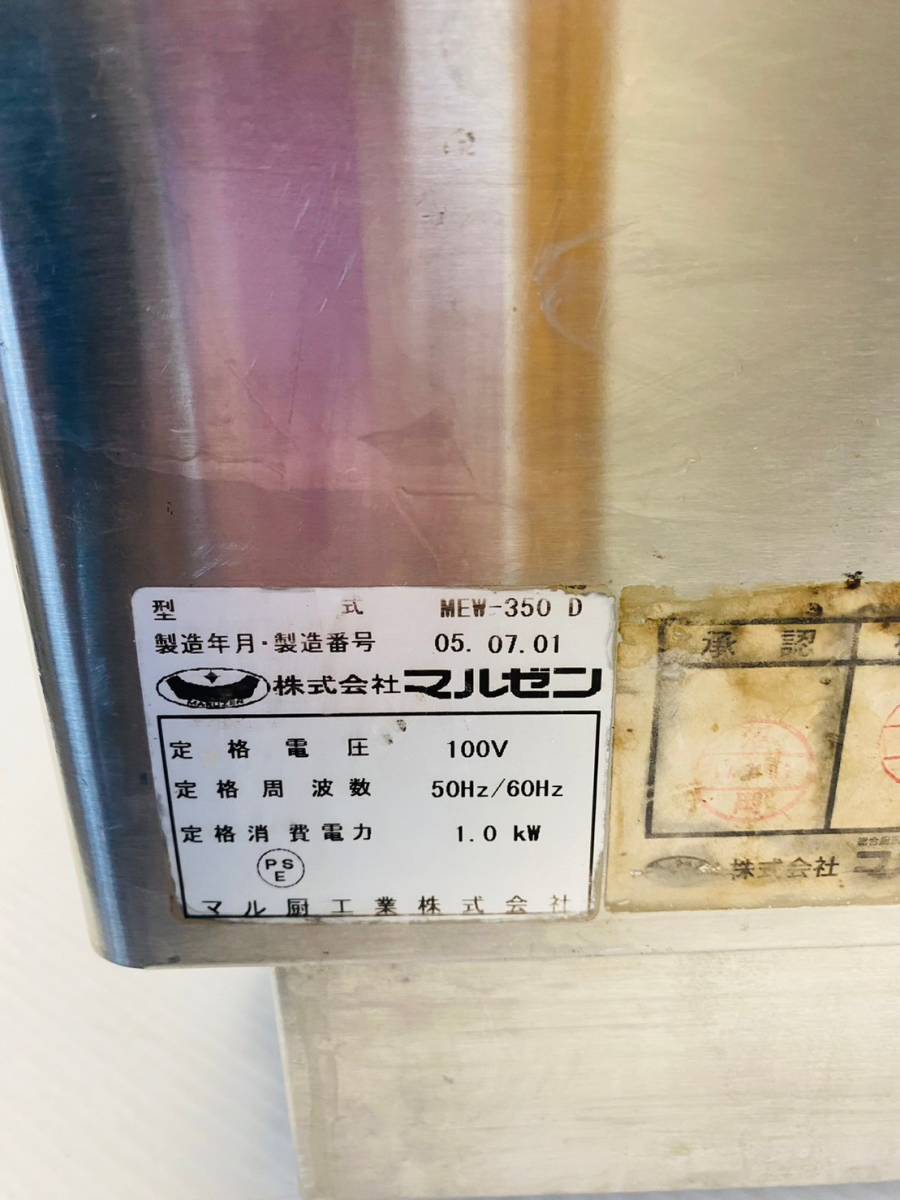 型 式 MEW-350 D
製造年月・製造番号 05. 07.01
MARUZEN 株式会社マルゼン
定格電圧 100V
定格周波数 50Hz/60Hz
定格消費電力 1.0 kW
PS
E
マル厨工業株式会社
承 認
株式会社